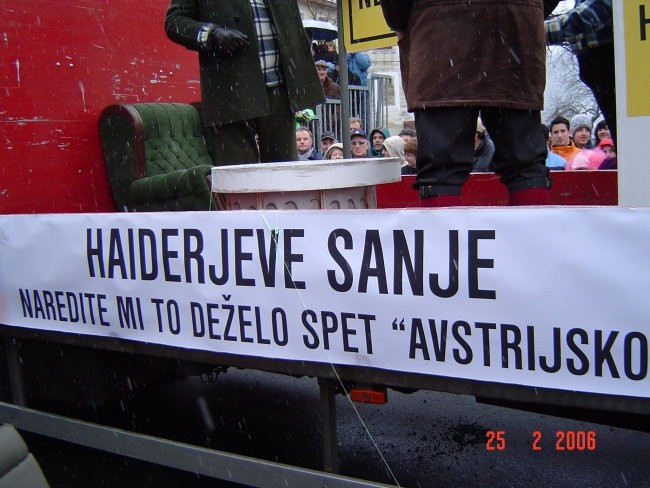 HAIDERJEVE SANJE
NAREDITE MI TO DEŽELO SPET “AVSTRIJSKO
25 2 2006